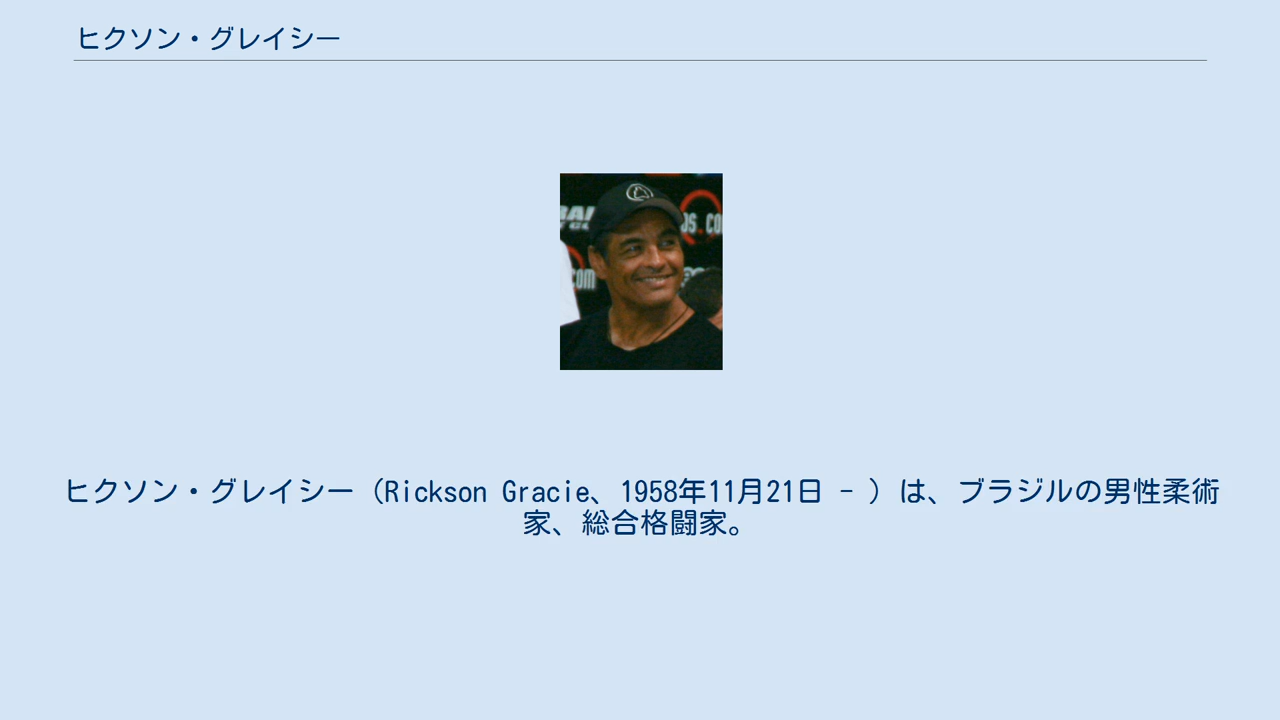 ヒクソン・グレイシー
ヒクソン・グレイシー（Rickson Gracie、1958年11月21日 - ）は、ブラジルの男性柔術
家、総合格闘家。